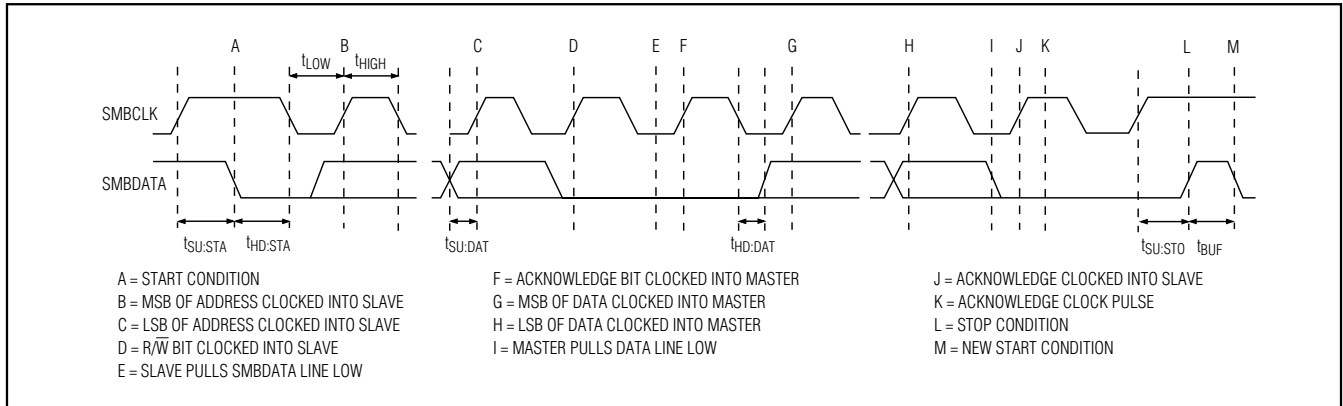 A B C D E F G H I J K L M
tLOW tHIGH
SMBCLK
SMBDATA
tSU:STA tHD:STA tSU:DAT tHD:DAT tSU:STO tBUF
A = START CONDITION
B = MSB OF ADDRESS CLOCKED INTO SLAVE
C = LSB OF ADDRESS CLOCKED INTO SLAVE
D = R/W̅ BIT CLOCKED INTO SLAVE
E = SLAVE PULLS SMBDATA LINE LOW
F = ACKNOWLEDGE BIT CLOCKED INTO MASTER
G = MSB OF DATA CLOCKED INTO MASTER
H = LSB OF DATA CLOCKED INTO MASTER
I = MASTER PULLS DATA LINE LOW
J = ACKNOWLEDGE CLOCKED INTO SLAVE
K = ACKNOWLEDGE CLOCK PULSE
L = STOP CONDITION
M = NEW START CONDITION